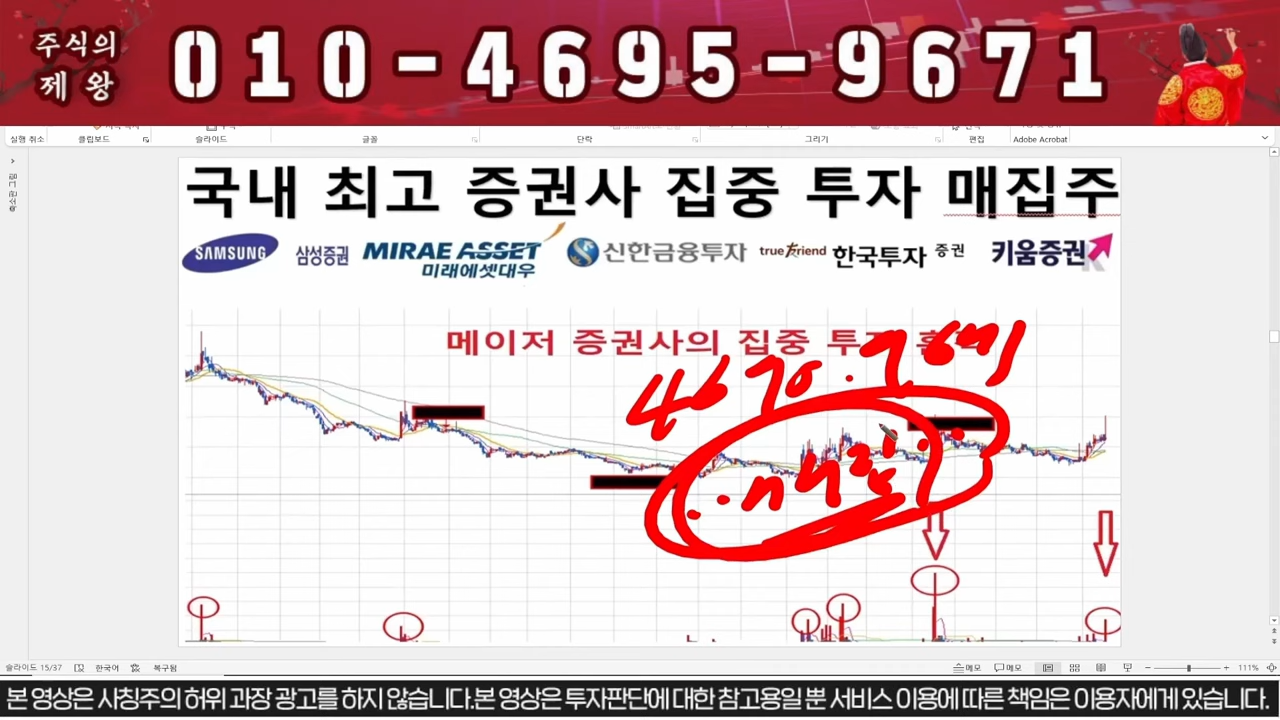 주식의
제 왕
010-4695-9671
실행 취소 클립보드 슬라이드 글꼴 단락 그리기 편집 Adobe Acrobat
국내 최고 증권사 집중 투자 매집주
SAMSUNG 삼성증권 MIRAE ASSET 미래에셋대우 신한금융투자 true friend 한국투자 증권 키움증권
메이저 증권사의 집중 투자
매집
슬라이드 15/37 한국어 복구됨 메모 메모 111%
본 영상은 사칭주의 허위 과장 광고를 하지 않습니다.본 영상은 투자판단에 대한 참고용일 뿐 서비스 이용에 따른 책임은 이용자에게 있습니다.